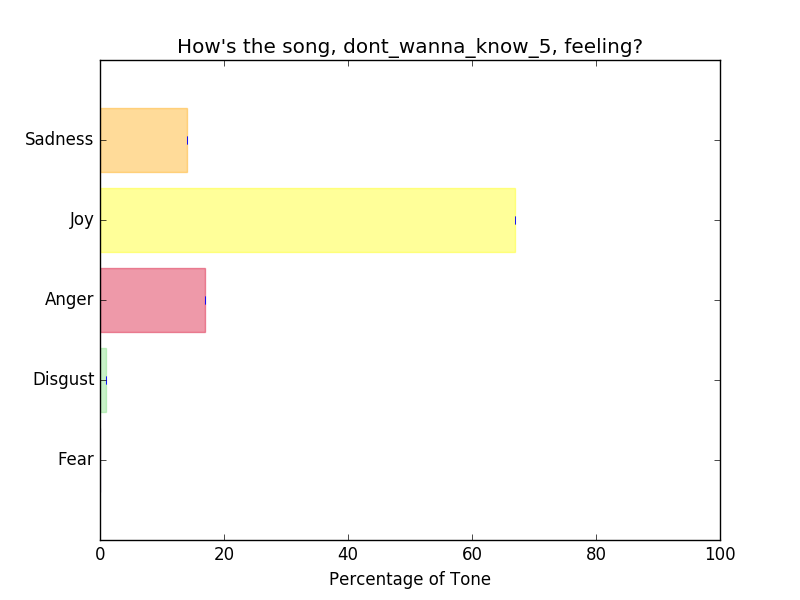 How's the song, dont_wanna_know_5, feeling?
Sadness
Joy
Anger
Disgust
Fear
0 20 40 60 80 100
Percentage of Tone